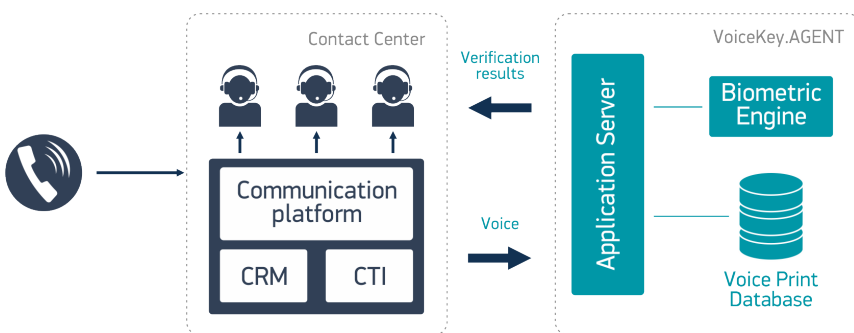 Contact Center
Communication
platform
CRM
CTI
Verification
results
Voice
VoiceKey.AGENT
Application Server
Biometric
Engine
Voice Print
Database